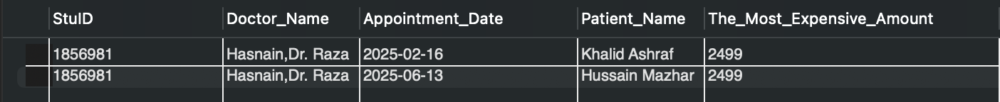 StuID Doctor_Name Appointment_Date Patient_Name The_Most_Expensive_Amount
1856981 Hasnain,Dr. Raza 2025-02-16 Khalid Ashraf 2499
1856981 Hasnain,Dr. Raza 2025-06-13 Hussain Mazhar 2499